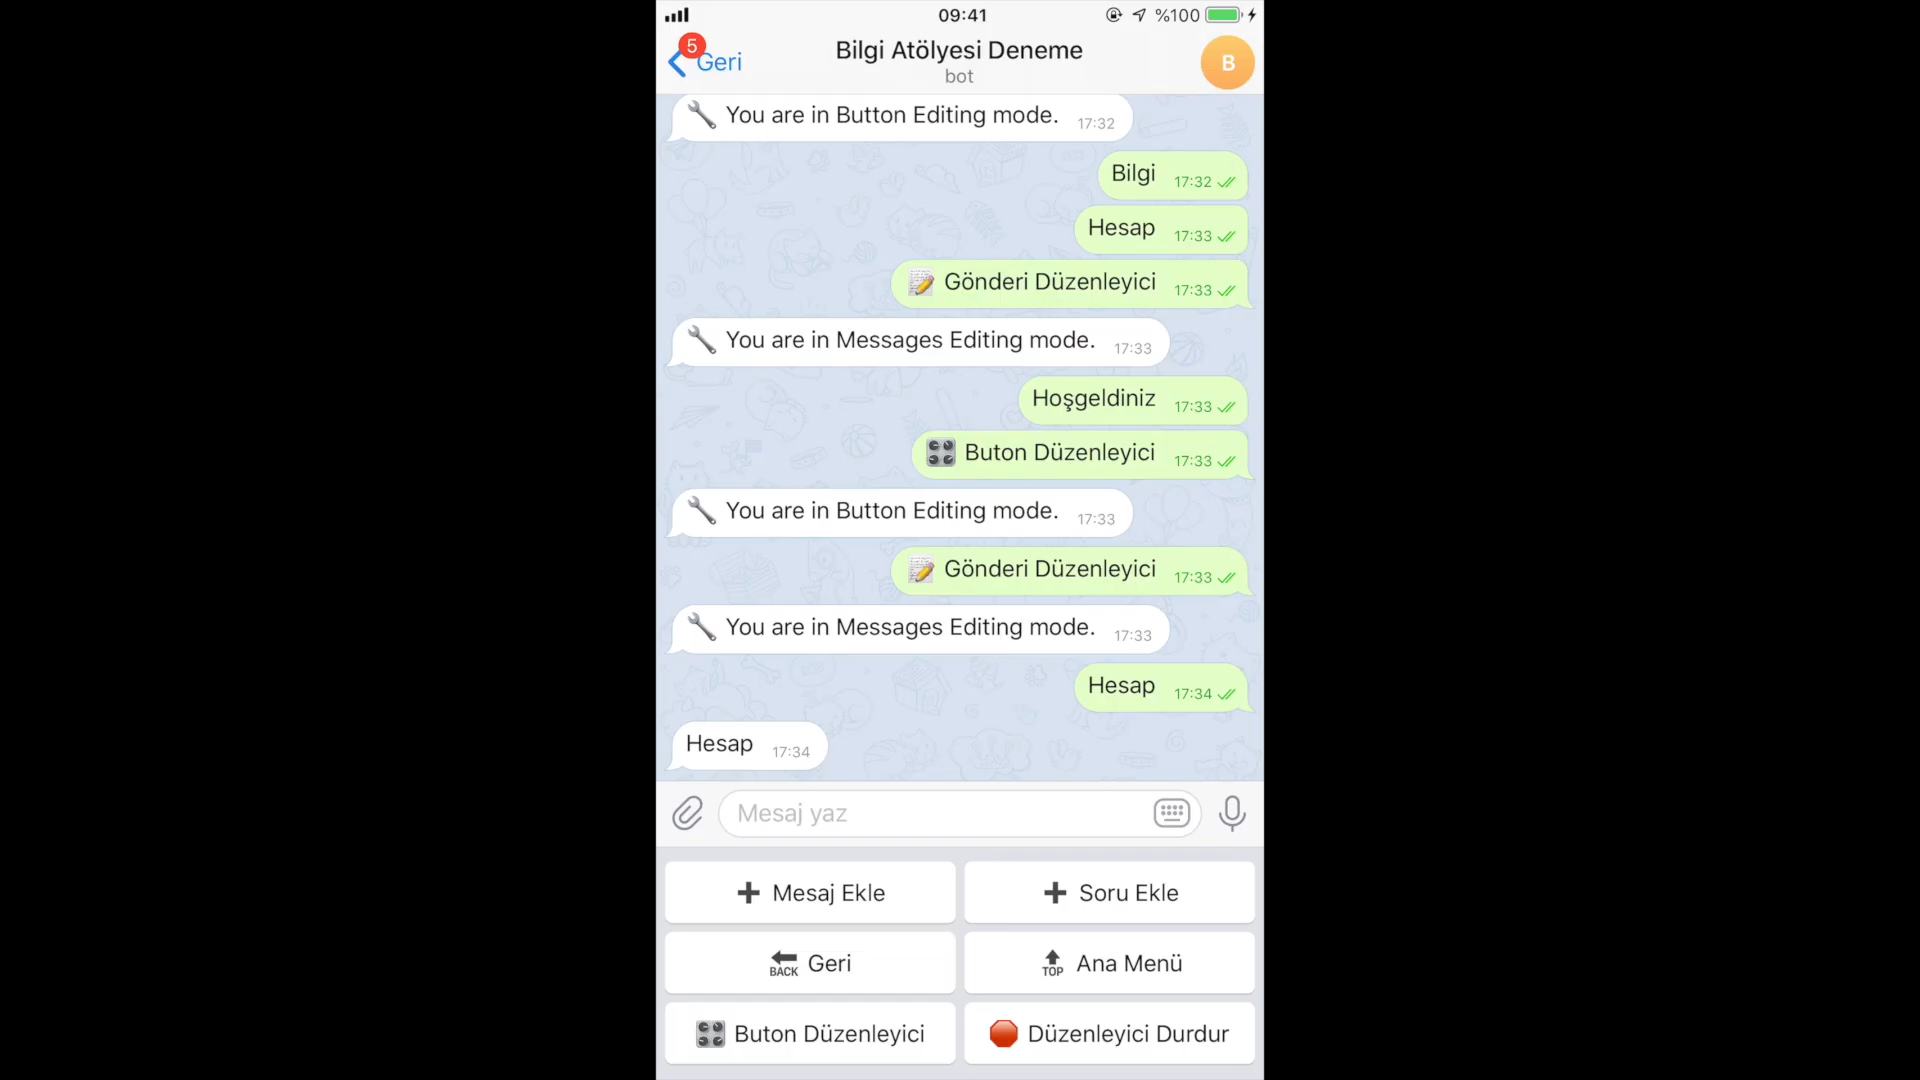 09:41
%100
5
Geri
Bilgi Atölyesi Deneme
bot
B
You are in Button Editing mode. 17:32
Bilgi 17:32
Hesap 17:33
Gönderi Düzenleyici 17:33
You are in Messages Editing mode. 17:33
Hoşgeldiniz 17:33
Buton Düzenleyici 17:33
You are in Button Editing mode. 17:33
Gönderi Düzenleyici 17:33
You are in Messages Editing mode. 17:33
Hesap 17:34
Hesap 17:34
Mesaj yaz
Mesaj Ekle
Soru Ekle
BACK Geri
TOP Ana Menü
Buton Düzenleyici
Düzenleyici Durdur